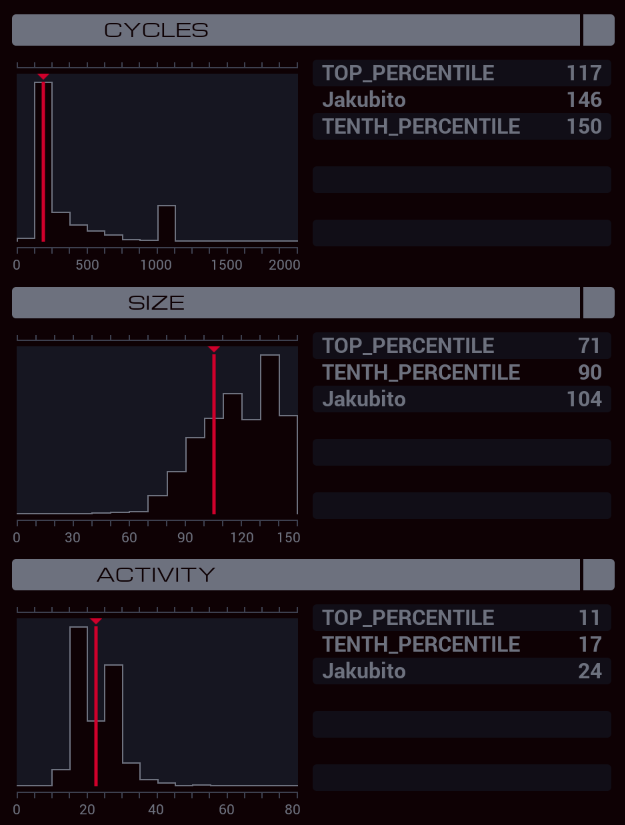 CYCLES
TOP_PERCENTILE 117
Jakubito 146
TENTH_PERCENTILE 150
0 500 1000 1500 2000
SIZE
TOP_PERCENTILE 71
TENTH_PERCENTILE 90
Jakubito 104
0 30 60 90 120 150
ACTIVITY
TOP_PERCENTILE 11
TENTH_PERCENTILE 17
Jakubito 24
0 20 40 60 80